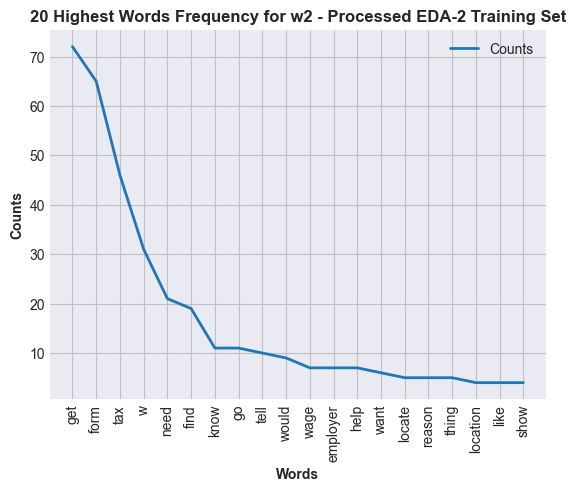 20 Highest Words Frequency for w2 - Processed EDA-2 Training Set
Counts
70
60
50
40
30
20
10
Counts
get
form
tax
w
need
find
know
go
tell
would
wage
employer
help
want
locate
reason
thing
location
like
show
Words